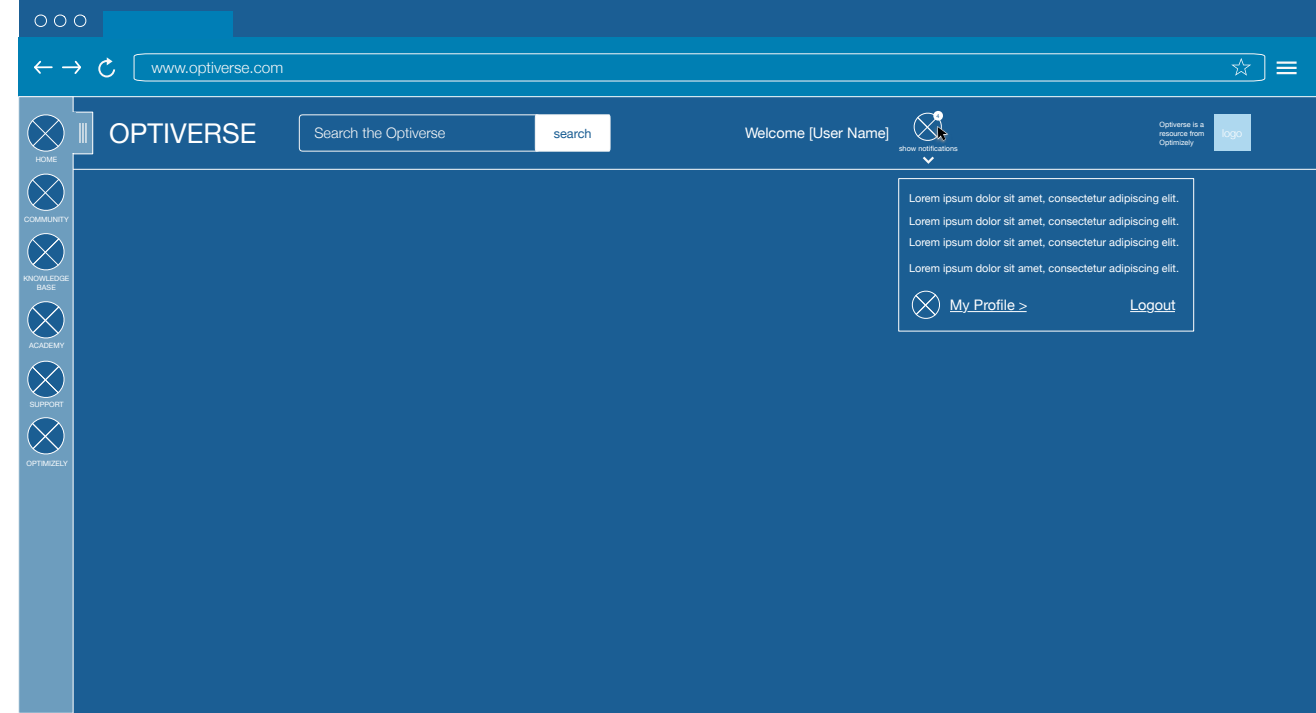 www.optiverse.com
OPTIVERSE
Search the Optiverse
search
Welcome [User Name]
4
show notifications
Optiverse is a
resource from
Optimizely
logo
HOME
COMMUNITY
KNOWLEDGE
BASE
ACADEMY
SUPPORT
OPTIMIZELY
Lorem ipsum dolor sit amet, consectetur adipiscing elit.
Lorem ipsum dolor sit amet, consectetur adipiscing elit.
Lorem ipsum dolor sit amet, consectetur adipiscing elit.
Lorem ipsum dolor sit amet, consectetur adipiscing elit.
My Profile >
Logout